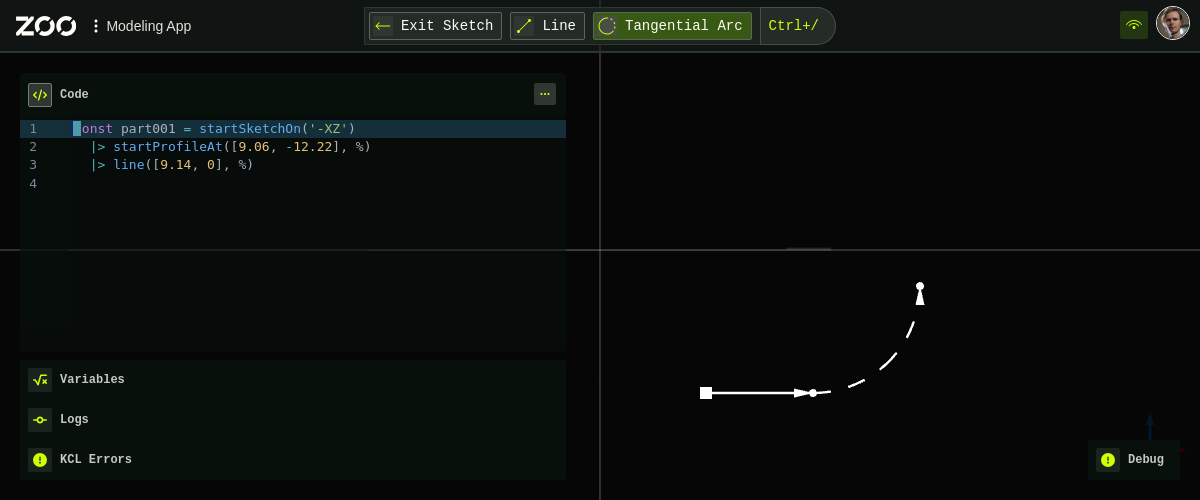 ZOO
Modeling App
Exit Sketch
Line
Tangential Arc
Ctrl+/
Code
1 onst part001 = startSketchOn('-XZ')
2 |> startProfileAt([9.06, -12.22], %)
3 |> line([9.14, 0], %)
4
Variables
Logs
KCL Errors
Debug